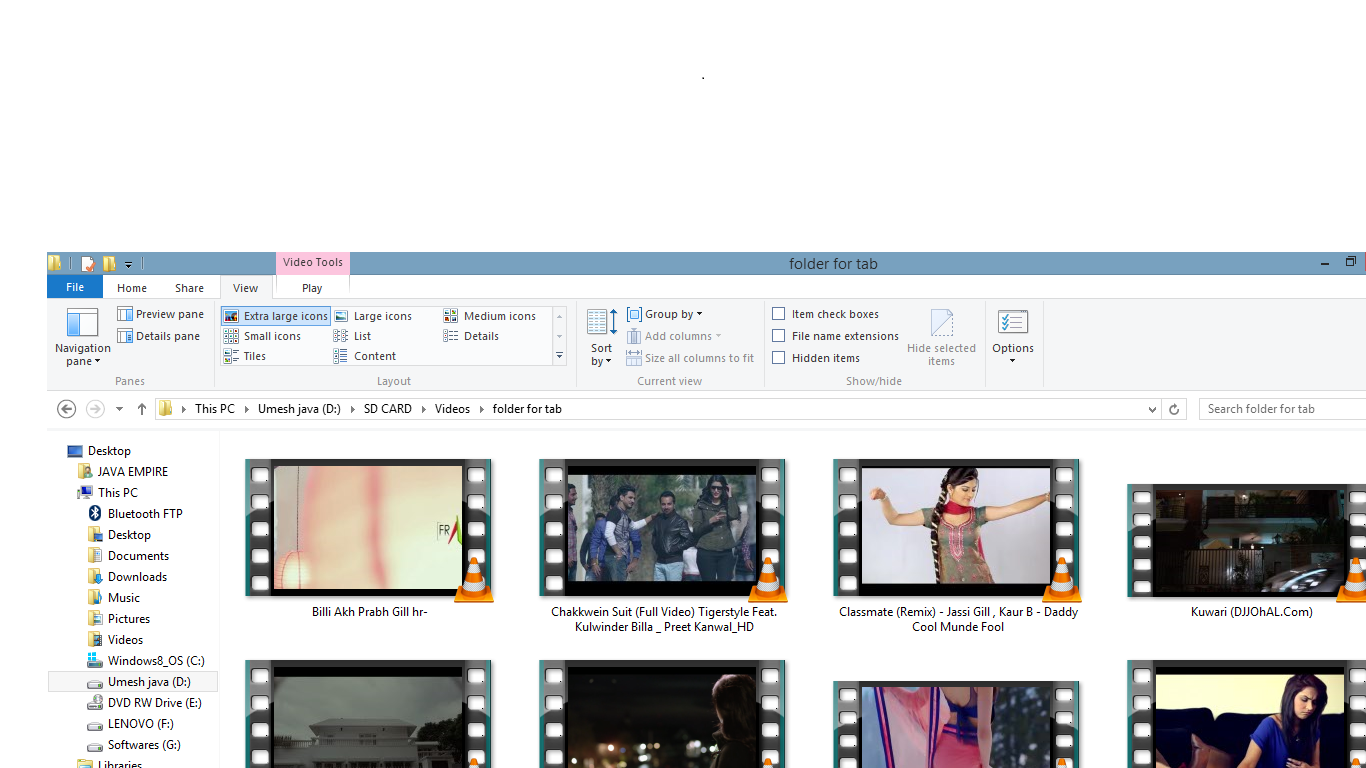 .
Video Tools
folder for tab
File
Home
Share
View
Play
Navigation
pane
Preview pane
Details pane
Panes
Extra large icons
Large icons
Medium icons
Small icons
List
Details
Tiles
Content
Layout
Sort
by
Group by
Add columns
Size all columns to fit
Current view
Item check boxes
File name extensions
Hidden items
Hide selected
items
Show/hide
Options
This PC
Umesh java (D:)
SD CARD
Videos
folder for tab
Search folder for tab
Desktop
JAVA EMPIRE
This PC
Bluetooth FTP
Desktop
Documents
Downloads
Music
Pictures
Videos
Windows8_OS (C:)
Umesh java (D:)
DVD RW Drive (E:)
LENOVO (F:)
Softwares (G:)
Libraries
FR
Billi Akh Prabh Gill hr-
Chakkwein Suit (Full Video) Tigerstyle Feat.
Kulwinder Billa _ Preet Kanwal_HD
Classmate (Remix) - Jassi Gill , Kaur B - Daddy
Cool Munde Fool
Kuwari (DJJOhAL.Com)